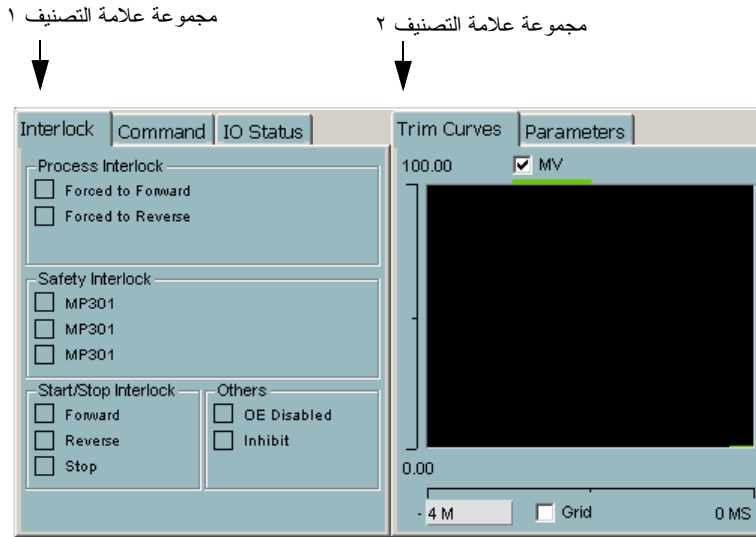 مجموعة علامة التصنيف ١
مجموعة علامة التصنيف ٢
Interlock Command IO Status
Process Interlock
Forced to Forward
Forced to Reverse
Safety Interlock
MP301
MP301
MP301
Start/Stop Interlock
Forward
Reverse
Stop
Others
OE Disabled
Inhibit
Trim Curves Parameters
100.00 MV
0.00
- 4 M Grid 0 MS